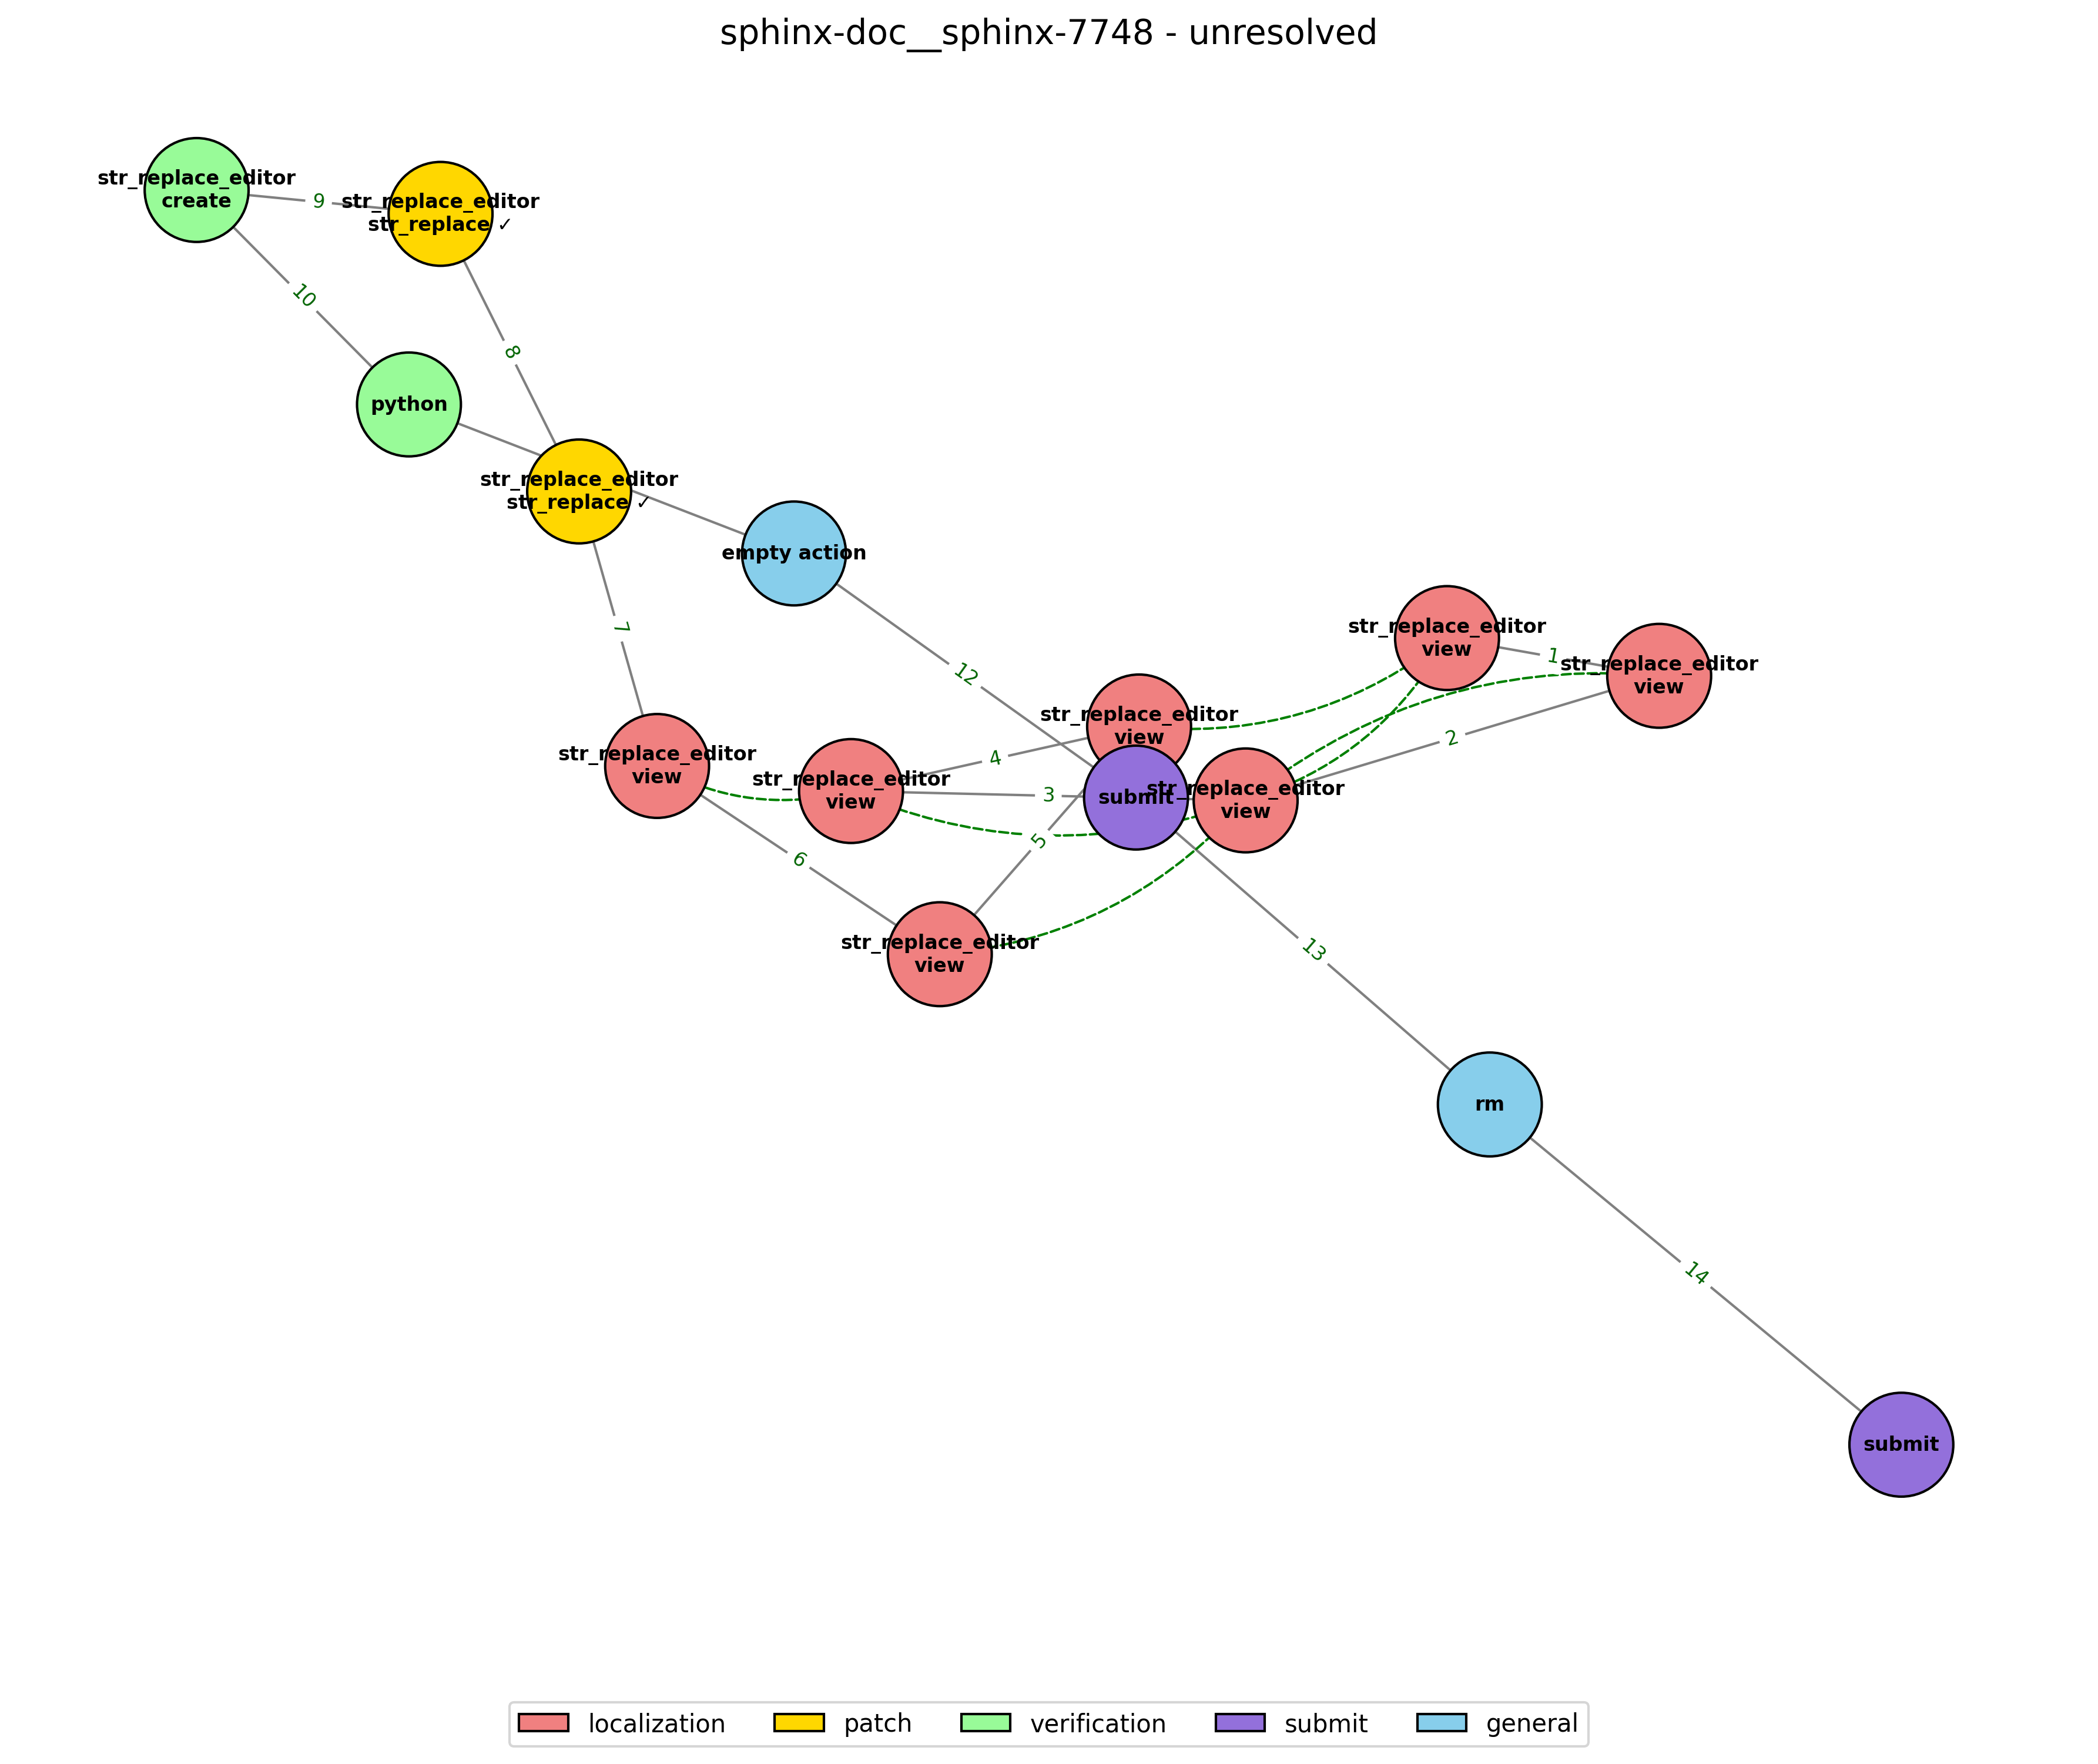 sphinx-doc__sphinx-7748 - unresolved
str_replace_editor
create
9
str_replace_editor
str_replace ✓
10
8
python
str_replace_editor
str_replace ✓
empty action
7
12
str_replace_editor
view
1
str_replace_editor
view
str_replace_editor
view
2
4
str_replace_editor
view
str_replace_editor
view
3
submit
str_replace_editor
view
5
6
str_replace_editor
view
13
rm
14
submit
localization
patch
verification
submit
general